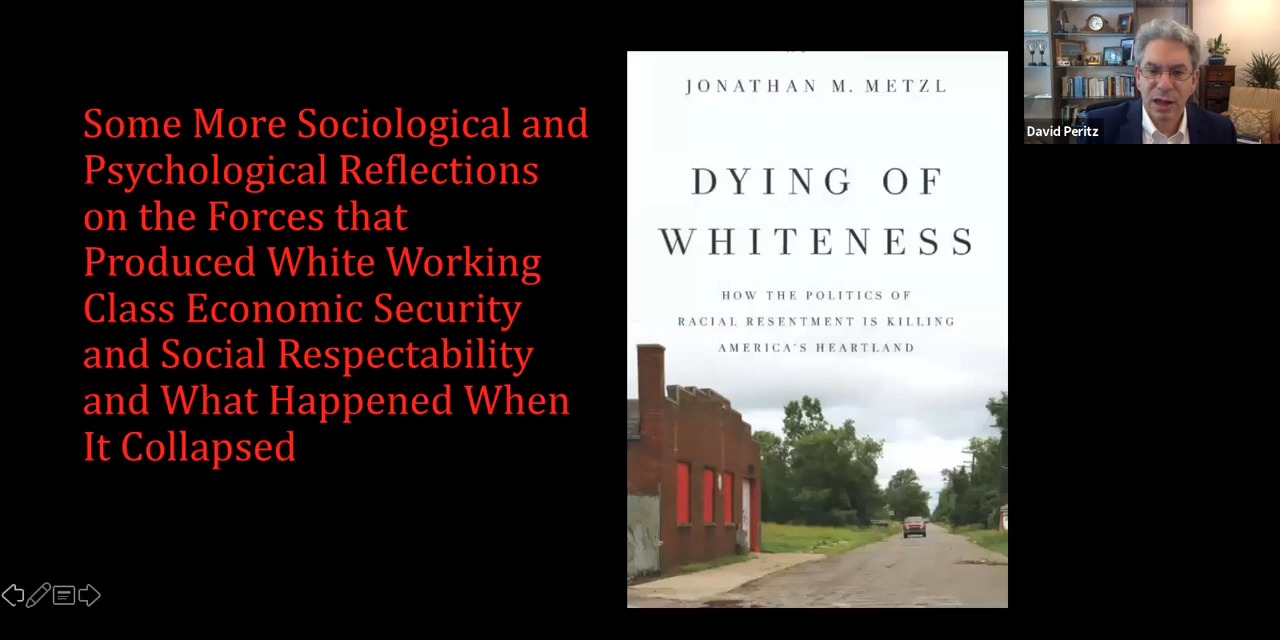 Some More Sociological and
Psychological Reflections
on the Forces that
Produced White Working
Class Economic Security
and Social Respectability
and What Happened When
It Collapsed
JONATHAN M. METZL
DYING OF
WHITENESS
HOW THE POLITICS OF
RACIAL RESENTMENT IS KILLING
AMERICA'S HEARTLAND
David Peritz